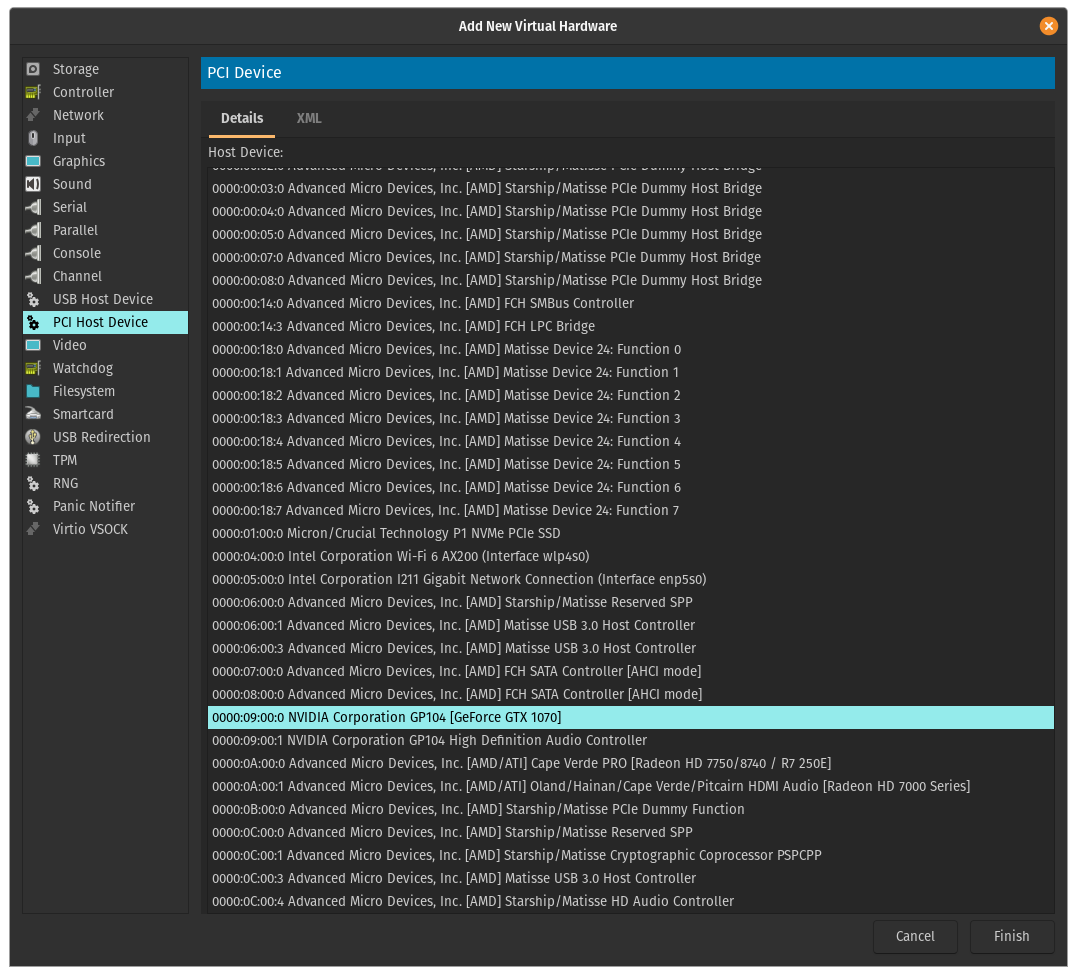 Add New Virtual Hardware
Storage
Controller
Network
Input
Graphics
Sound
Serial
Parallel
Console
Channel
USB Host Device
PCI Host Device
Video
Watchdog
Filesystem
Smartcard
USB Redirection
TPM
RNG
Panic Notifier
Virtio VSOCK
PCI Device
Details XML
Host Device:
0000:00:02:0 Advanced Micro Devices, Inc. [AMD] Starship/Matisse PCIe Dummy Host Bridge
0000:00:03:0 Advanced Micro Devices, Inc. [AMD] Starship/Matisse PCIe Dummy Host Bridge
0000:00:04:0 Advanced Micro Devices, Inc. [AMD] Starship/Matisse PCIe Dummy Host Bridge
0000:00:05:0 Advanced Micro Devices, Inc. [AMD] Starship/Matisse PCIe Dummy Host Bridge
0000:00:07:0 Advanced Micro Devices, Inc. [AMD] Starship/Matisse PCIe Dummy Host Bridge
0000:00:08:0 Advanced Micro Devices, Inc. [AMD] Starship/Matisse PCIe Dummy Host Bridge
0000:00:14:0 Advanced Micro Devices, Inc. [AMD] FCH SMBus Controller
0000:00:14:3 Advanced Micro Devices, Inc. [AMD] FCH LPC Bridge
0000:00:18:0 Advanced Micro Devices, Inc. [AMD] Matisse Device 24: Function 0
0000:00:18:1 Advanced Micro Devices, Inc. [AMD] Matisse Device 24: Function 1
0000:00:18:2 Advanced Micro Devices, Inc. [AMD] Matisse Device 24: Function 2
0000:00:18:3 Advanced Micro Devices, Inc. [AMD] Matisse Device 24: Function 3
0000:00:18:4 Advanced Micro Devices, Inc. [AMD] Matisse Device 24: Function 4
0000:00:18:5 Advanced Micro Devices, Inc. [AMD] Matisse Device 24: Function 5
0000:00:18:6 Advanced Micro Devices, Inc. [AMD] Matisse Device 24: Function 6
0000:00:18:7 Advanced Micro Devices, Inc. [AMD] Matisse Device 24: Function 7
0000:01:00:0 Micron/Crucial Technology P1 NVMe PCIe SSD
0000:04:00:0 Intel Corporation Wi-Fi 6 AX200 (Interface wlp4s0)
0000:05:00:0 Intel Corporation I211 Gigabit Network Connection (Interface enp5s0)
0000:06:00:0 Advanced Micro Devices, Inc. [AMD] Starship/Matisse Reserved SPP
0000:06:00:1 Advanced Micro Devices, Inc. [AMD] Matisse USB 3.0 Host Controller
0000:06:00:3 Advanced Micro Devices, Inc. [AMD] Matisse USB 3.0 Host Controller
0000:07:00:0 Advanced Micro Devices, Inc. [AMD] FCH SATA Controller [AHCI mode]
0000:08:00:0 Advanced Micro Devices, Inc. [AMD] FCH SATA Controller [AHCI mode]
0000:09:00:0 NVIDIA Corporation GP104 [GeForce GTX 1070]
0000:09:00:1 NVIDIA Corporation GP104 High Definition Audio Controller
0000:0A:00:0 Advanced Micro Devices, Inc. [AMD/ATI] Cape Verde PRO [Radeon HD 7750/8740 / R7 250E]
0000:0A:00:1 Advanced Micro Devices, Inc. [AMD/ATI] Oland/Hainan/Cape Verde/Pitcairn HDMI Audio [Radeon HD 7000 Series]
0000:0B:00:0 Advanced Micro Devices, Inc. [AMD] Starship/Matisse PCIe Dummy Function
0000:0C:00:0 Advanced Micro Devices, Inc. [AMD] Starship/Matisse Reserved SPP
0000:0C:00:1 Advanced Micro Devices, Inc. [AMD] Starship/Matisse Cryptographic Coprocessor PSPCPP
0000:0C:00:3 Advanced Micro Devices, Inc. [AMD] Matisse USB 3.0 Host Controller
0000:0C:00:4 Advanced Micro Devices, Inc. [AMD] Starship/Matisse HD Audio Controller
Cancel Finish